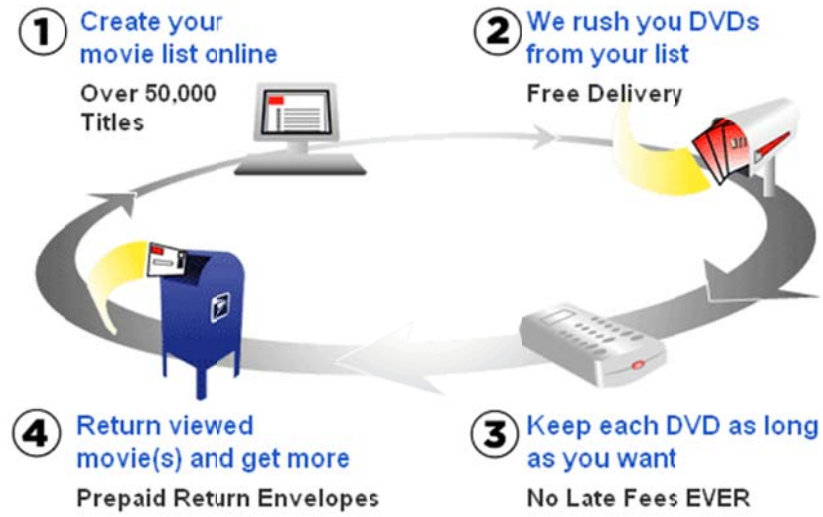 1
Create your
movie list online
Over 50,000
Titles
2
We rush you DVDs
from your list
Free Delivery
4
Return viewed
movie(s) and get more
Prepaid Return Envelopes
3
Keep each DVD as long
as you want
No Late Fees EVER